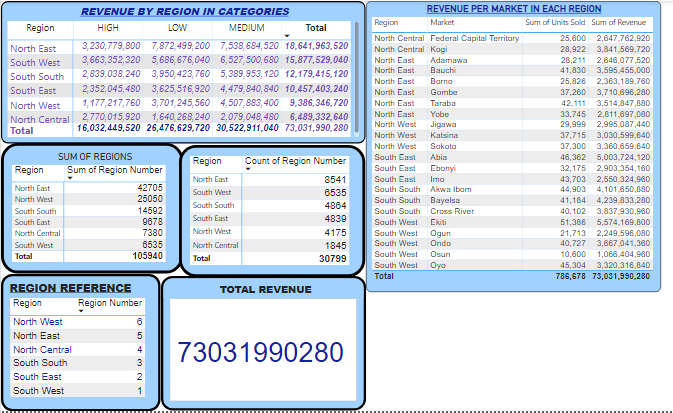 REVENUE BY REGION IN CATEGORIES
Region HIGH LOW MEDIUM Total
North East 3,230,779,800 7,872,499,200 7,538,684,520 18,641,963,520
South West 3,663,352,320 5,686,676,040 6,527,500,680 15,877,529,040
South South 2,839,038,240 3,950,423,760 5,389,953,120 12,179,415,120
South East 2,352,045,480 3,625,516,920 4,479,840,840 10,457,403,240
North West 1,177,217,760 3,701,245,560 4,507,883,400 9,386,346,720
North Central 2,770,015,920 1,640,268,240 2,079,048,480 6,489,332,640
Total 16,032,449,520 26,476,629,720 30,522,911,040 73,031,990,280
REVENUE PER MARKET IN EACH REGION
Region Market Sum of Units Sold Sum of Revenue
North Central Federal Capital Territory 25,600 2,647,762,920
North Central Kogi 28,922 3,841,569,720
North East Adamawa 28,211 2,646,077,520
North East Bauchi 41,830 3,595,455,000
North East Borno 25,826 2,363,189,760
North East Gombe 37,260 3,710,696,280
North East Taraba 42,111 3,514,847,880
North East Yobe 33,745 2,811,697,080
North West Jigawa 29,999 2,995,087,440
North West Katsina 37,715 3,030,599,640
North West Sokoto 37,300 3,360,659,640
South East Abia 46,362 5,003,724,120
South East Ebonyi 32,175 2,903,354,160
South East Imo 43,703 2,550,324,960
South South Akwa Ibom 44,903 4,101,650,880
South South Bayelsa 41,184 4,239,833,280
South South Cross River 40,102 3,837,930,960
South West Ekiti 51,386 5,574,169,800
South West Ogun 21,713 2,249,596,080
South West Ondo 40,727 3,667,041,360
South West Osun 10,600 1,066,404,960
South West Oyo 45,304 3,320,316,840
Total 786,678 73,031,990,280
SUM OF REGIONS
Region Sum of Region Number
North East 42705
North West 25050
South South 14592
South East 9678
North Central 7380
South West 6535
Total 105940
Region Count of Region Number
North East 8541
South West 6535
South South 4864
South East 4839
North West 4175
North Central 1845
Total 30799
REGION REFERENCE
Region Region Number
North West 6
North East 5
North Central 4
South South 3
South East 2
South West 1
TOTAL REVENUE
73031990280